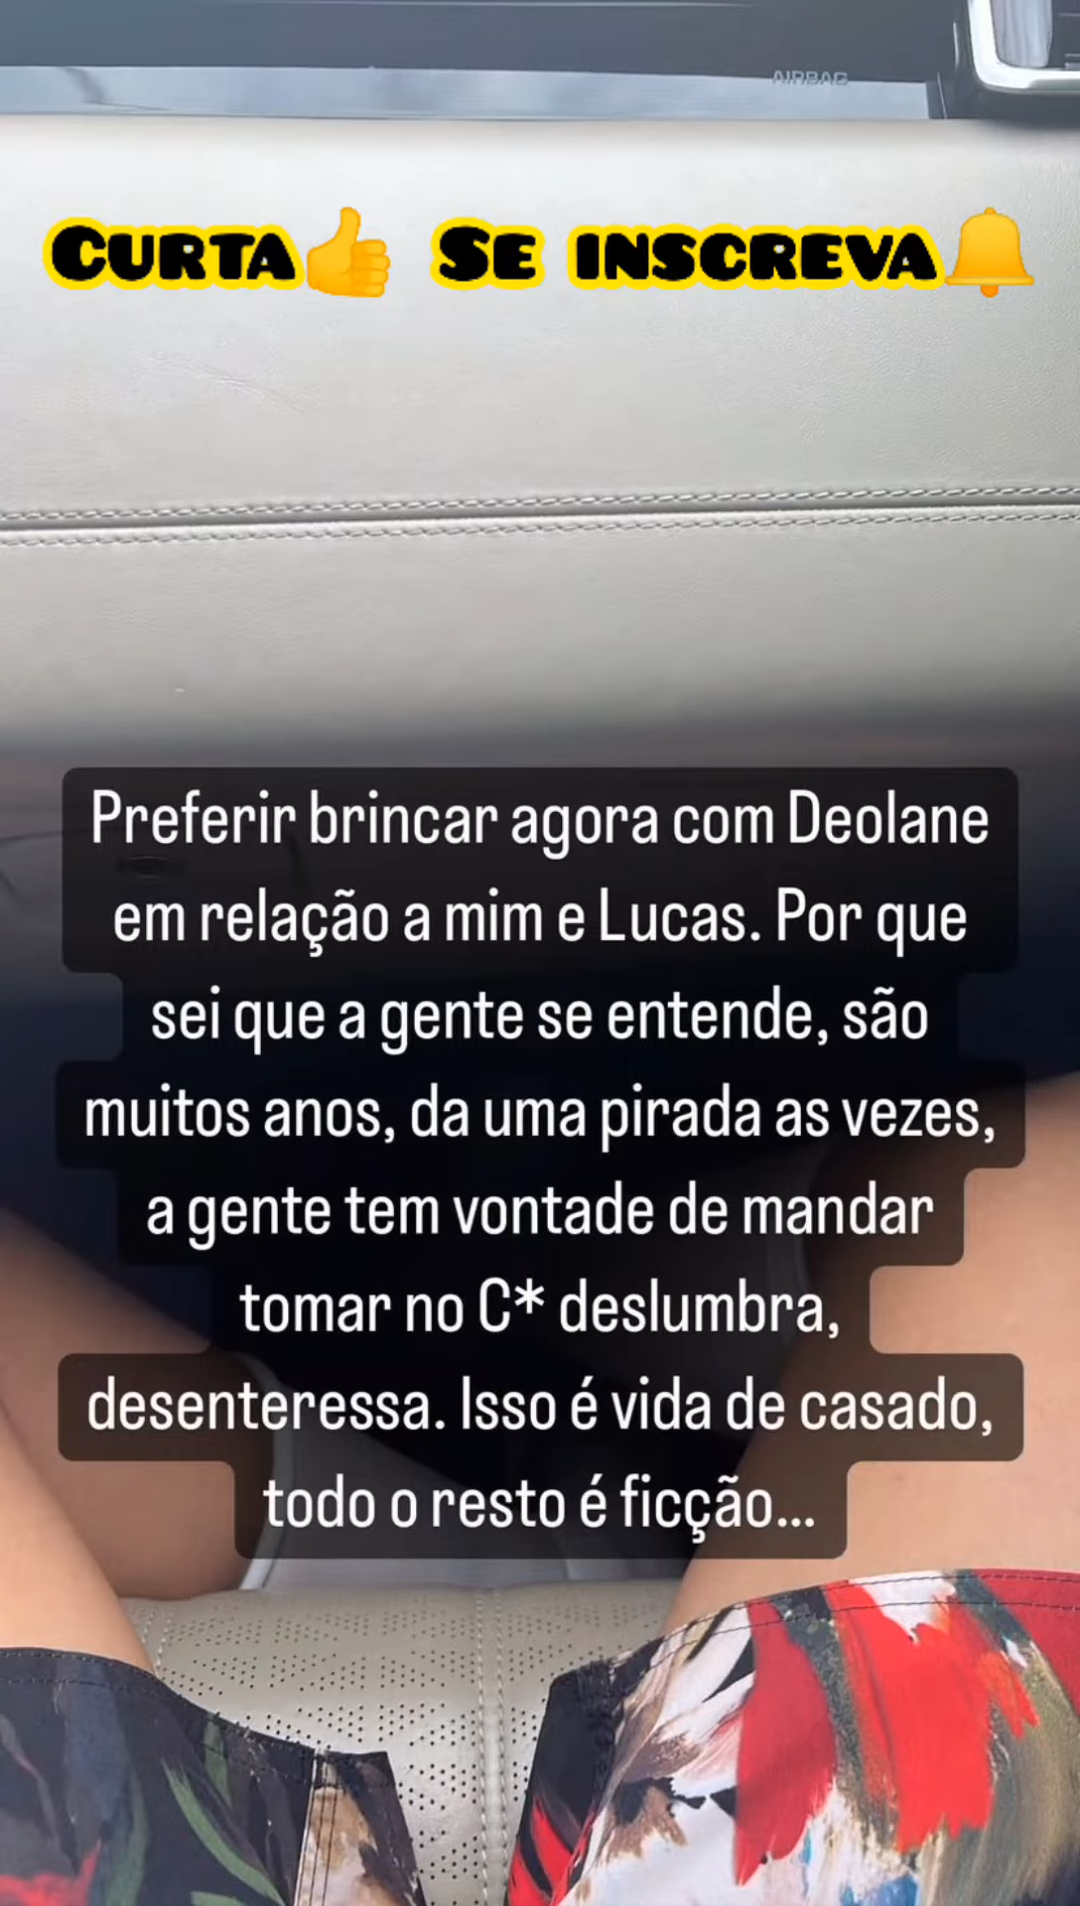 AIRBAG
CURTA👍 SE INSCREVA🔔
Preferir brincar agora com Deolane
em relação a mim e Lucas. Por que
sei que a gente se entende, são
muitos anos, da uma pirada as vezes,
a gente tem vontade de mandar
tomar no C* deslumbra,
desenteressa. Isso é vida de casado,
todo o resto é ficção...